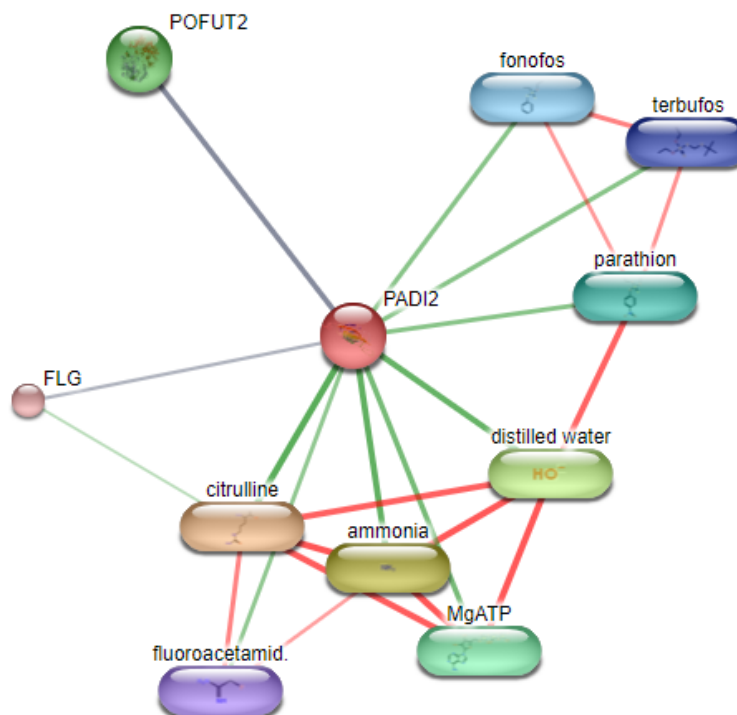 POFUT2
fonofos
terbufos
parathion
PADI2
FLG
distilled water
HO
citrulline
ammonia
MgATP
fluoroacetamid.